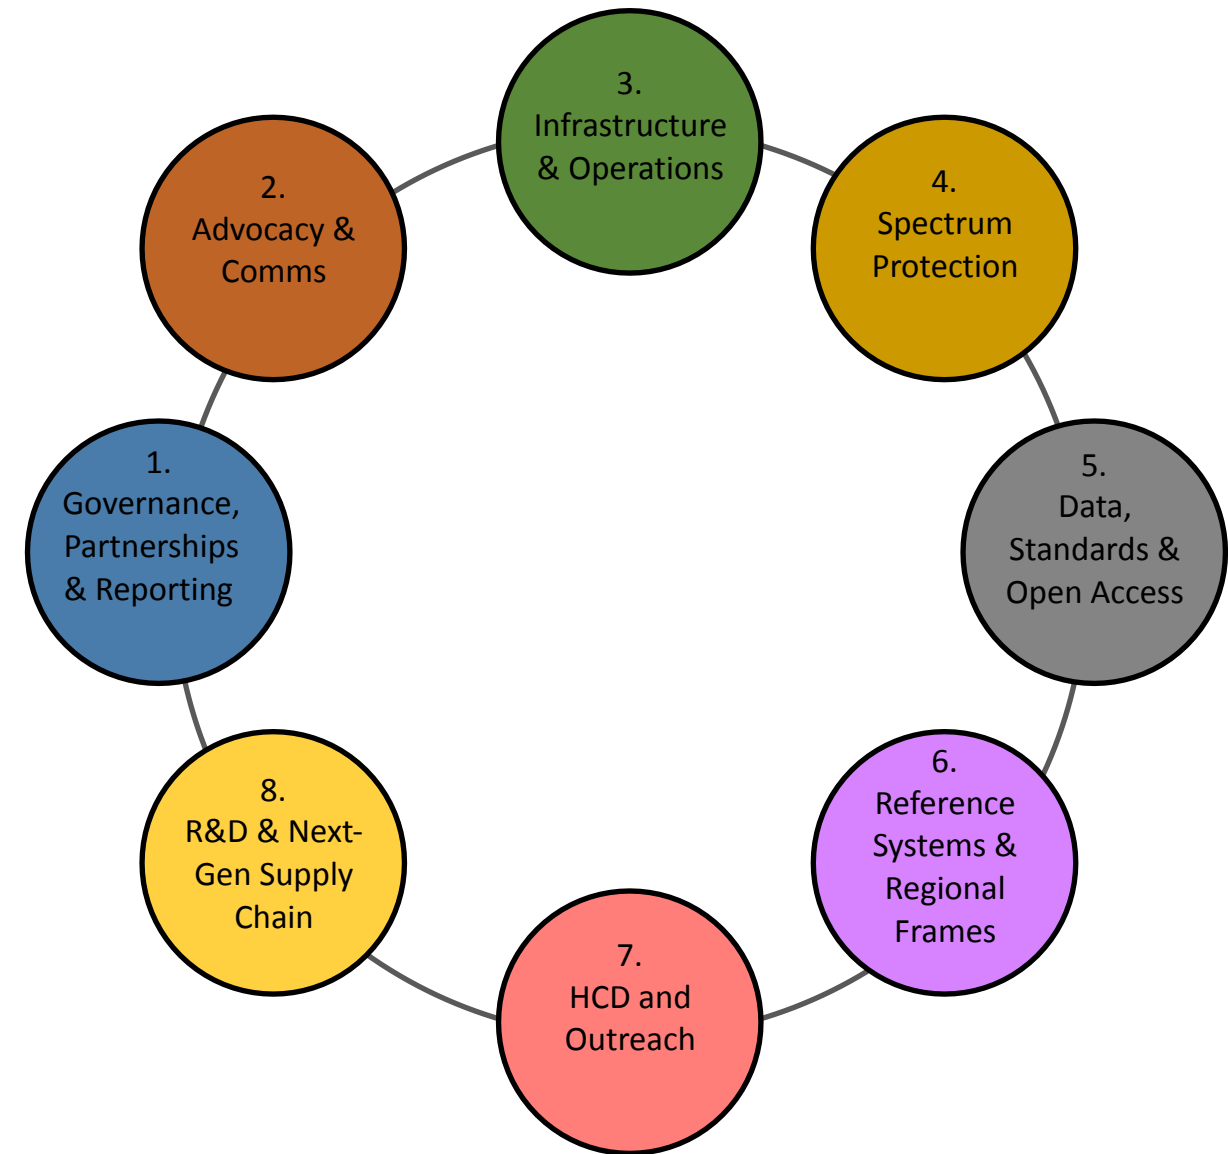 1.
Governance,
Partnerships
& Reporting
2.
Advocacy &
Comms
3.
Infrastructure
& Operations
4.
Spectrum
Protection
5.
Data,
Standards &
Open Access
6.
Reference
Systems &
Regional
Frames
7.
HCD and
Outreach
8.
R&D & Next-
Gen Supply
Chain